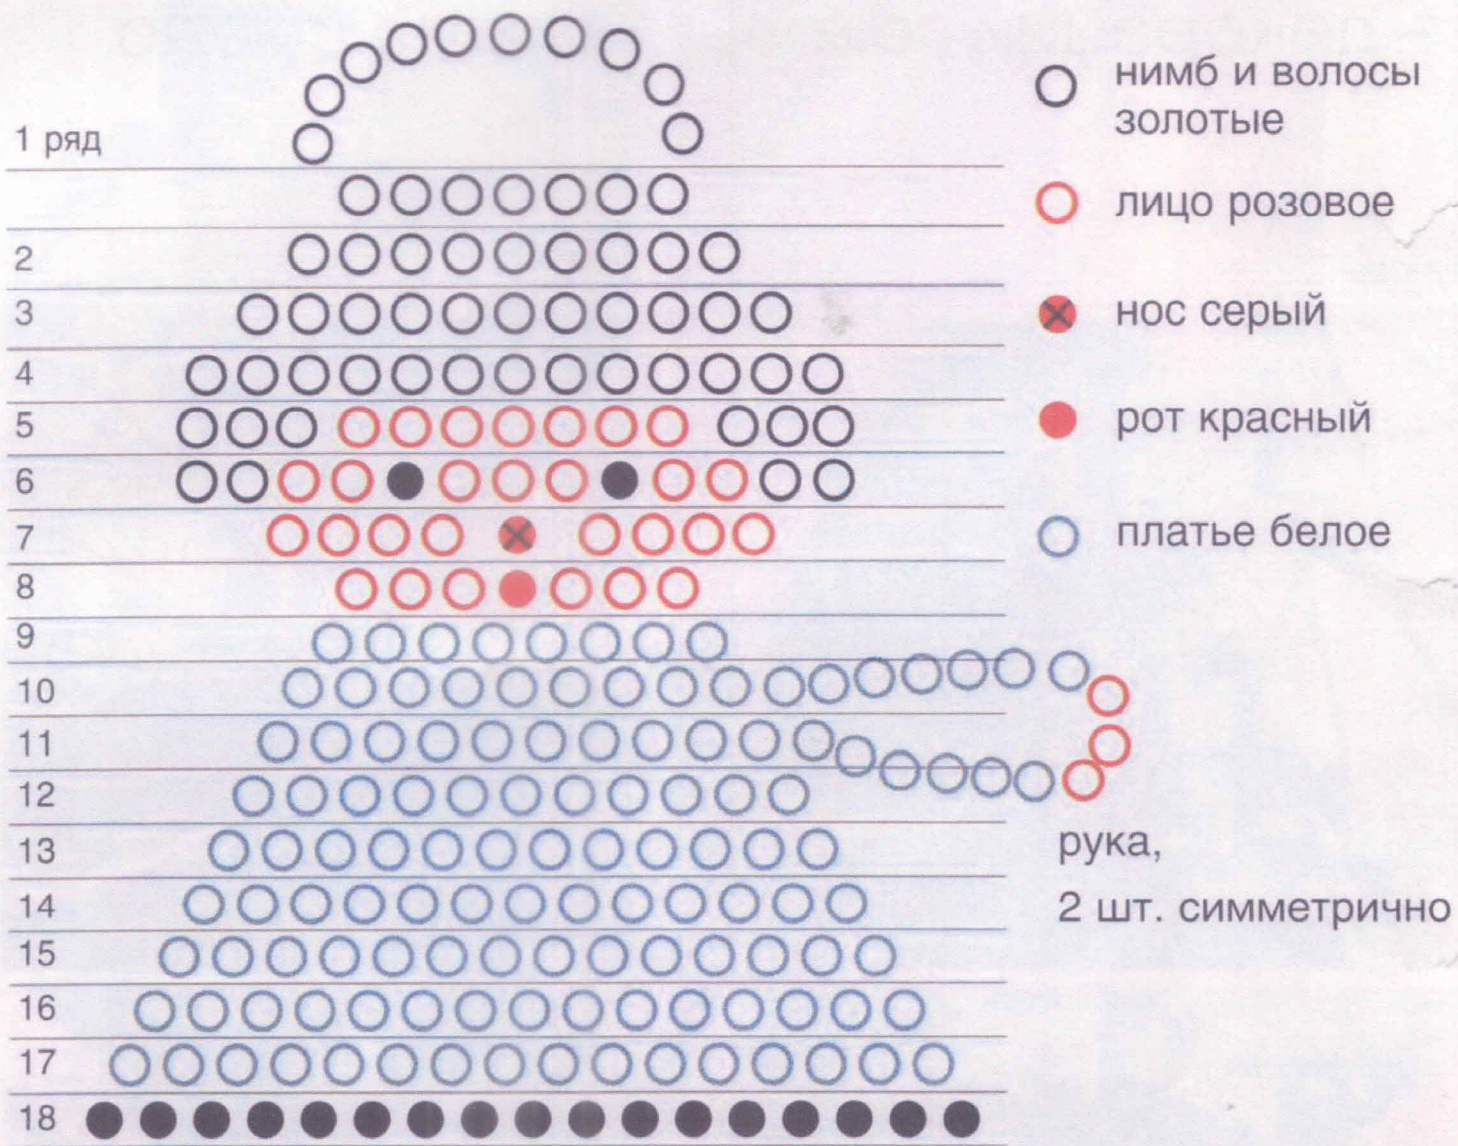 1 ряд
2
3
4
5
6
7
8
9
10
11
12
13
14
15
16
17
18
нимб и волосы
золотые
лицо розовое
нос серый
рот красный
платье белое
рука,
2 шт. симметрично